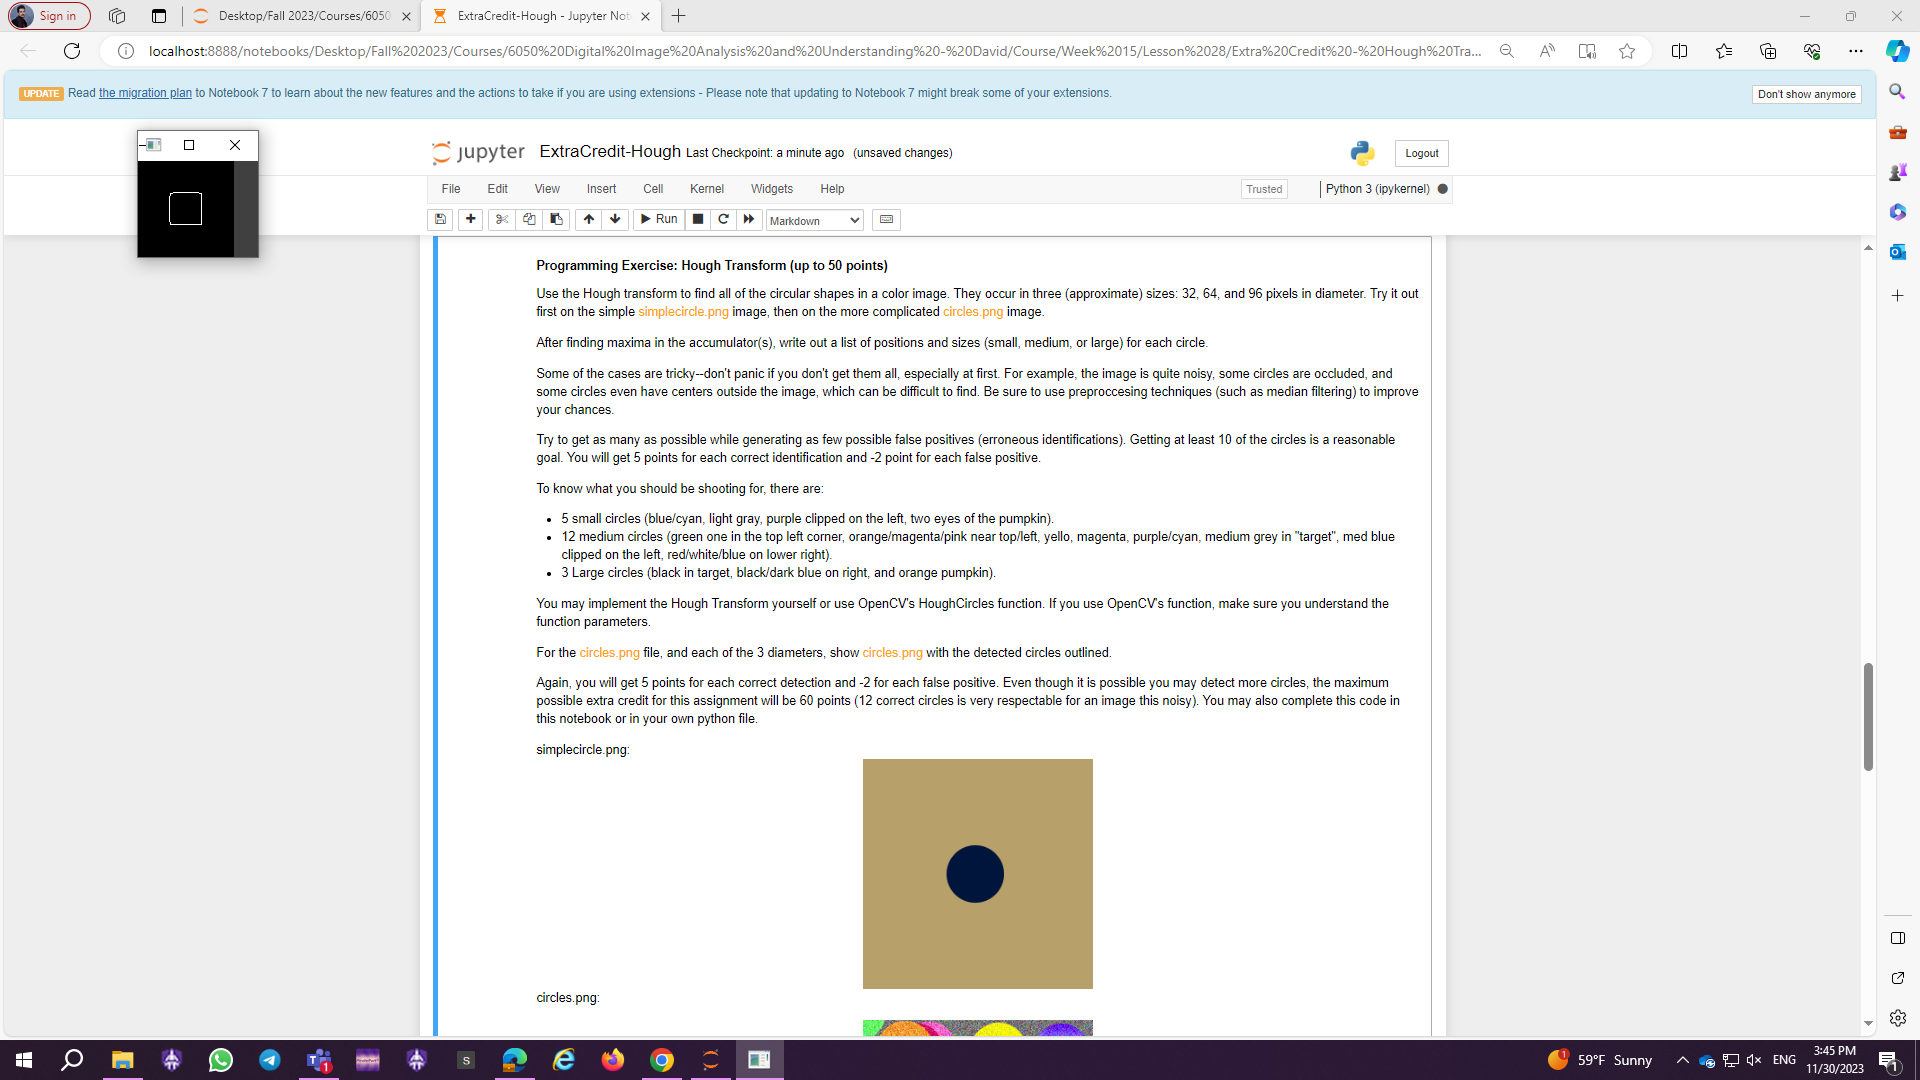 Sign in
Desktop/Fall 2023/Courses/6050
ExtraCredit-Hough - Jupyter Not
localhost:8888/notebooks/Desktop/Fall%202023/Courses/6050%20Digital%20Image%20Analysis%20and%20Understanding%20-%20David/Course/Week%2015/Lesson%2028/Extra%20Credit%20-%20Hough%20Tra...
UPDATE Read the migration plan to Notebook 7 to learn about the new features and the actions to take if you are using extensions - Please note that updating to Notebook 7 might break some of your extensions.
Don't show anymore
jupyter ExtraCredit-Hough Last Checkpoint: a minute ago (unsaved changes)
Logout
File Edit View Insert Cell Kernel Widgets Help
Trusted Python 3 (ipykernel)
Run Markdown
Programming Exercise: Hough Transform (up to 50 points)
Use the Hough transform to find all of the circular shapes in a color image. They occur in three (approximate) sizes: 32, 64, and 96 pixels in diameter. Try it out
first on the simple simplecircle.png image, then on the more complicated circles.png image.
After finding maxima in the accumulator(s), write out a list of positions and sizes (small, medium, or large) for each circle.
Some of the cases are tricky--don't panic if you don't get them all, especially at first. For example, the image is quite noisy, some circles are occluded, and
some circles even have centers outside the image, which can be difficult to find. Be sure to use preproccesing techniques (such as median filtering) to improve
your chances.
Try to get as many as possible while generating as few possible false positives (erroneous identifications). Getting at least 10 of the circles is a reasonable
goal. You will get 5 points for each correct identification and -2 point for each false positive.
To know what you should be shooting for, there are:
• 5 small circles (blue/cyan, light gray, purple clipped on the left, two eyes of the pumpkin).
• 12 medium circles (green one in the top left corner, orange/magenta/pink near top/left, yello, magenta, purple/cyan, medium grey in "target", med blue
clipped on the left, red/white/blue on lower right).
• 3 Large circles (black in target, black/dark blue on right, and orange pumpkin).
You may implement the Hough Transform yourself or use OpenCV's HoughCircles function. If you use OpenCV's function, make sure you understand the
function parameters.
For the circles.png file, and each of the 3 diameters, show circles.png with the detected circles outlined.
Again, you will get 5 points for each correct detection and -2 for each false positive. Even though it is possible you may detect more circles, the maximum
possible extra credit for this assignment will be 60 points (12 correct circles is very respectable for an image this noisy). You may also complete this code in
this notebook or in your own python file.
simplecircle.png:
circles.png:
59°F Sunny
ENG
3:45 PM
11/30/2023